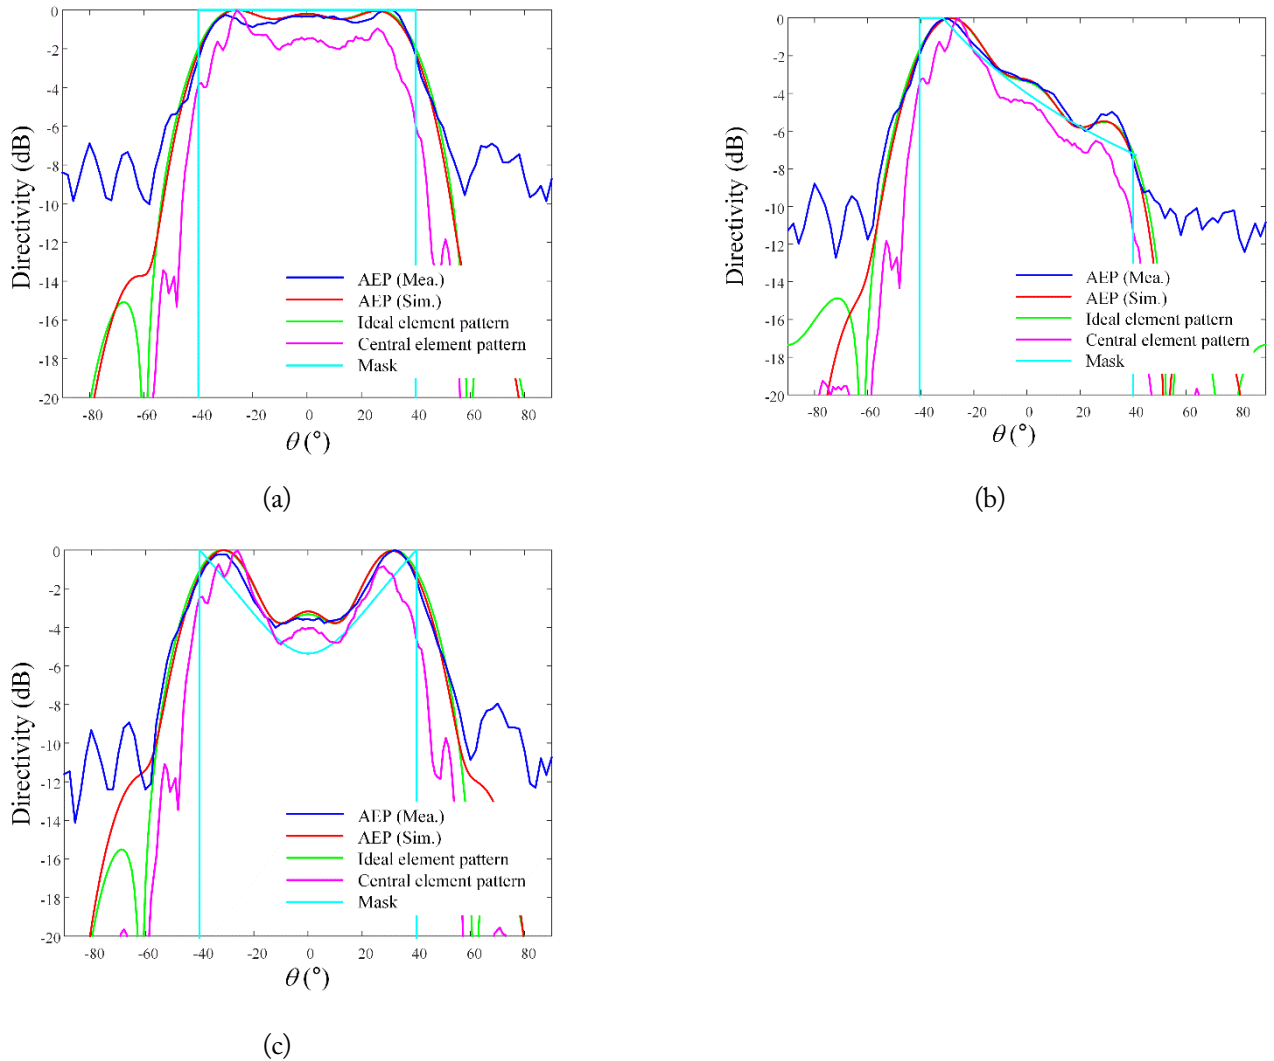 0
-2
-4
-6
-8
-10
-12
-14
-16
-18
-20
Directivity (dB)
AEP (Mea.)
AEP (Sim.)
Ideal element pattern
Central element pattern
Mask
-80 -60 -40 -20 0 20 40 60 80
θ (°)
(a)
0
-2
-4
-6
-8
-10
-12
-14
-16
-18
-20
Directivity (dB)
AEP (Mea.)
AEP (Sim.)
Ideal element pattern
Central element pattern
Mask
-80 -60 -40 -20 0 20 40 60 80
θ (°)
(b)
0
-2
-4
-6
-8
-10
-12
-14
-16
-18
-20
Directivity (dB)
AEP (Mea.)
AEP (Sim.)
Ideal element pattern
Central element pattern
Mask
-80 -60 -40 -20 0 20 40 60 80
θ (°)
(c)